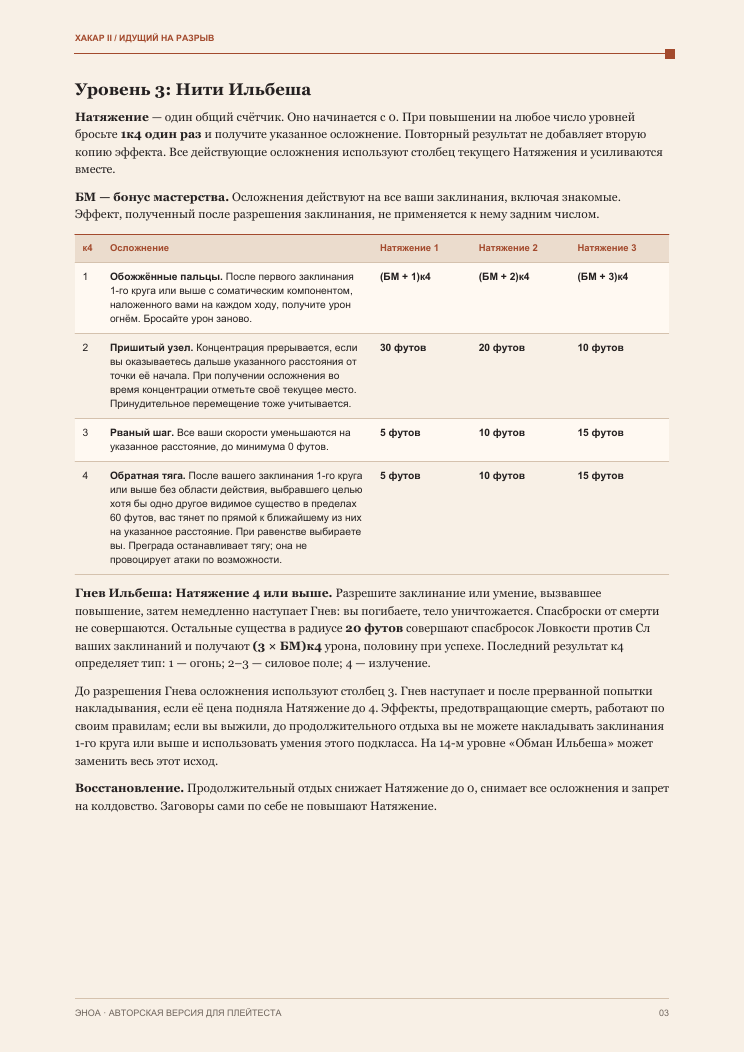 ХАКАР II / ИДУЩИЙ НА РАЗРЫВ
Уровень 3: Нити Ильбеша
Натяжение — один общий счётчик. Оно начинается с 0. При повышении на любое число уровней
бросьте 1к4 один раз и получите указанное осложнение. Повторный результат не добавляет вторую
копию эффекта. Все действующие осложнения используют столбец текущего Натяжения и усиливаются
вместе.
БМ — бонус мастерства. Осложнения действуют на все ваши заклинания, включая знакомые.
Эффект, полученный после разрешения заклинания, не применяется к нему задним числом.
к4 Осложнение Натяжение 1 Натяжение 2 Натяжение 3
1 Обожжённые пальцы. После первого заклинания (БМ + 1)к4 (БМ + 2)к4 (БМ + 3)к4
1-го круга или выше с соматическим компонентом,
наложенного вами на каждом ходу, получите урон
огнём. Бросайте урон заново.
2 Пришитый узел. Концентрация прерывается, если 30 футов 20 футов 10 футов
вы оказываетесь дальше указанного расстояния от
точки её начала. При получении осложнения во
время концентрации отметьте своё текущее место.
Принудительное перемещение тоже учитывается.
3 Рваный шаг. Все ваши скорости уменьшаются на 5 футов 10 футов 15 футов
указанное расстояние, до минимума 0 футов.
4 Обратная тяга. После вашего заклинания 1-го круга 5 футов 10 футов 15 футов
или выше без области действия, выбравшего целью
хотя бы одно другое видимое существо в пределах
60 футов, вас тянет по прямой к ближайшему из них
на указанное расстояние. При равенстве выбираете
вы. Преграда останавливает тягу; она не
провоцирует атаки по возможности.
Гнев Ильбеша: Натяжение 4 или выше. Разрешите заклинание или умение, вызвавшее
повышение, затем немедленно наступает Гнев: вы погибаете, тело уничтожается. Спасброски от смерти
не совершаются. Остальные существа в радиусе 20 футов совершают спасбросок Ловкости против Сл
ваших заклинаний и получают (3 × БМ)к4 урона, половину при успехе. Последний результат к4
определяет тип: 1 — огонь; 2–3 — силовое поле; 4 — излучение.
До разрешения Гнева осложнения используют столбец 3. Гнев наступает и после прерванной попытки
накладывания, если её цена подняла Натяжение до 4. Эффекты, предотвращающие смерть, работают по
своим правилам; если вы выжили, до продолжительного отдыха вы не можете накладывать заклинания
1-го круга или выше и использовать умения этого подкласса. На 14-м уровне «Обман Ильбеша» может
заменить весь этот исход.
Восстановление. Продолжительный отдых снижает Натяжение до 0, снимает все осложнения и запрет
на колдовство. Заговоры сами по себе не повышают Натяжение.
ЭНОА · АВТОРСКАЯ ВЕРСИЯ ДЛЯ ПЛЕЙТЕСТА 03